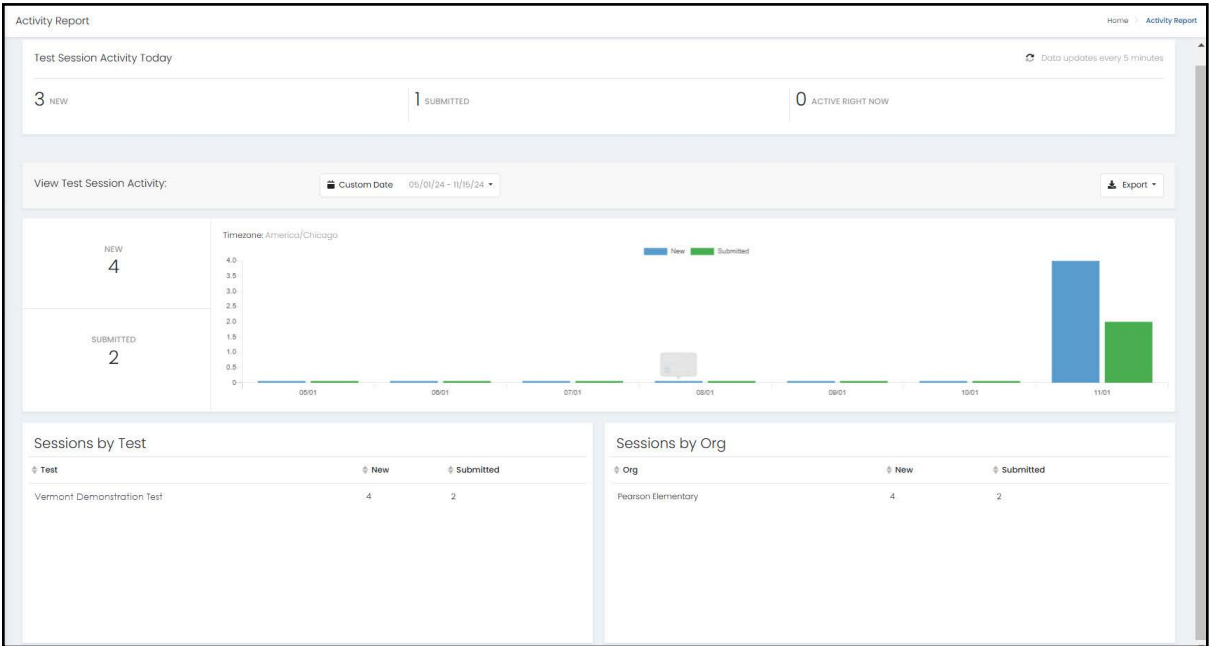 Activity Report
Home Activity Report
Test Session Activity Today
Data updates every 5 minutes
3 NEW
1 SUBMITTED
0 ACTIVE RIGHT NOW
View Test Session Activity:
Custom Date 05/01/24 - 11/15/24
Export
NEW
4
SUBMITTED
2
Timezone: America/Chicago
New Submitted
4.0
3.5
3.0
2.5
2.0
1.5
1.0
0.5
0
05/01 06/01 07/01 08/01 09/01 10/01 11/01
Sessions by Test
Test New Submitted
Vermont Demonstration Test 4 2
Sessions by Org
Org New Submitted
Pearson Elementary 4 2